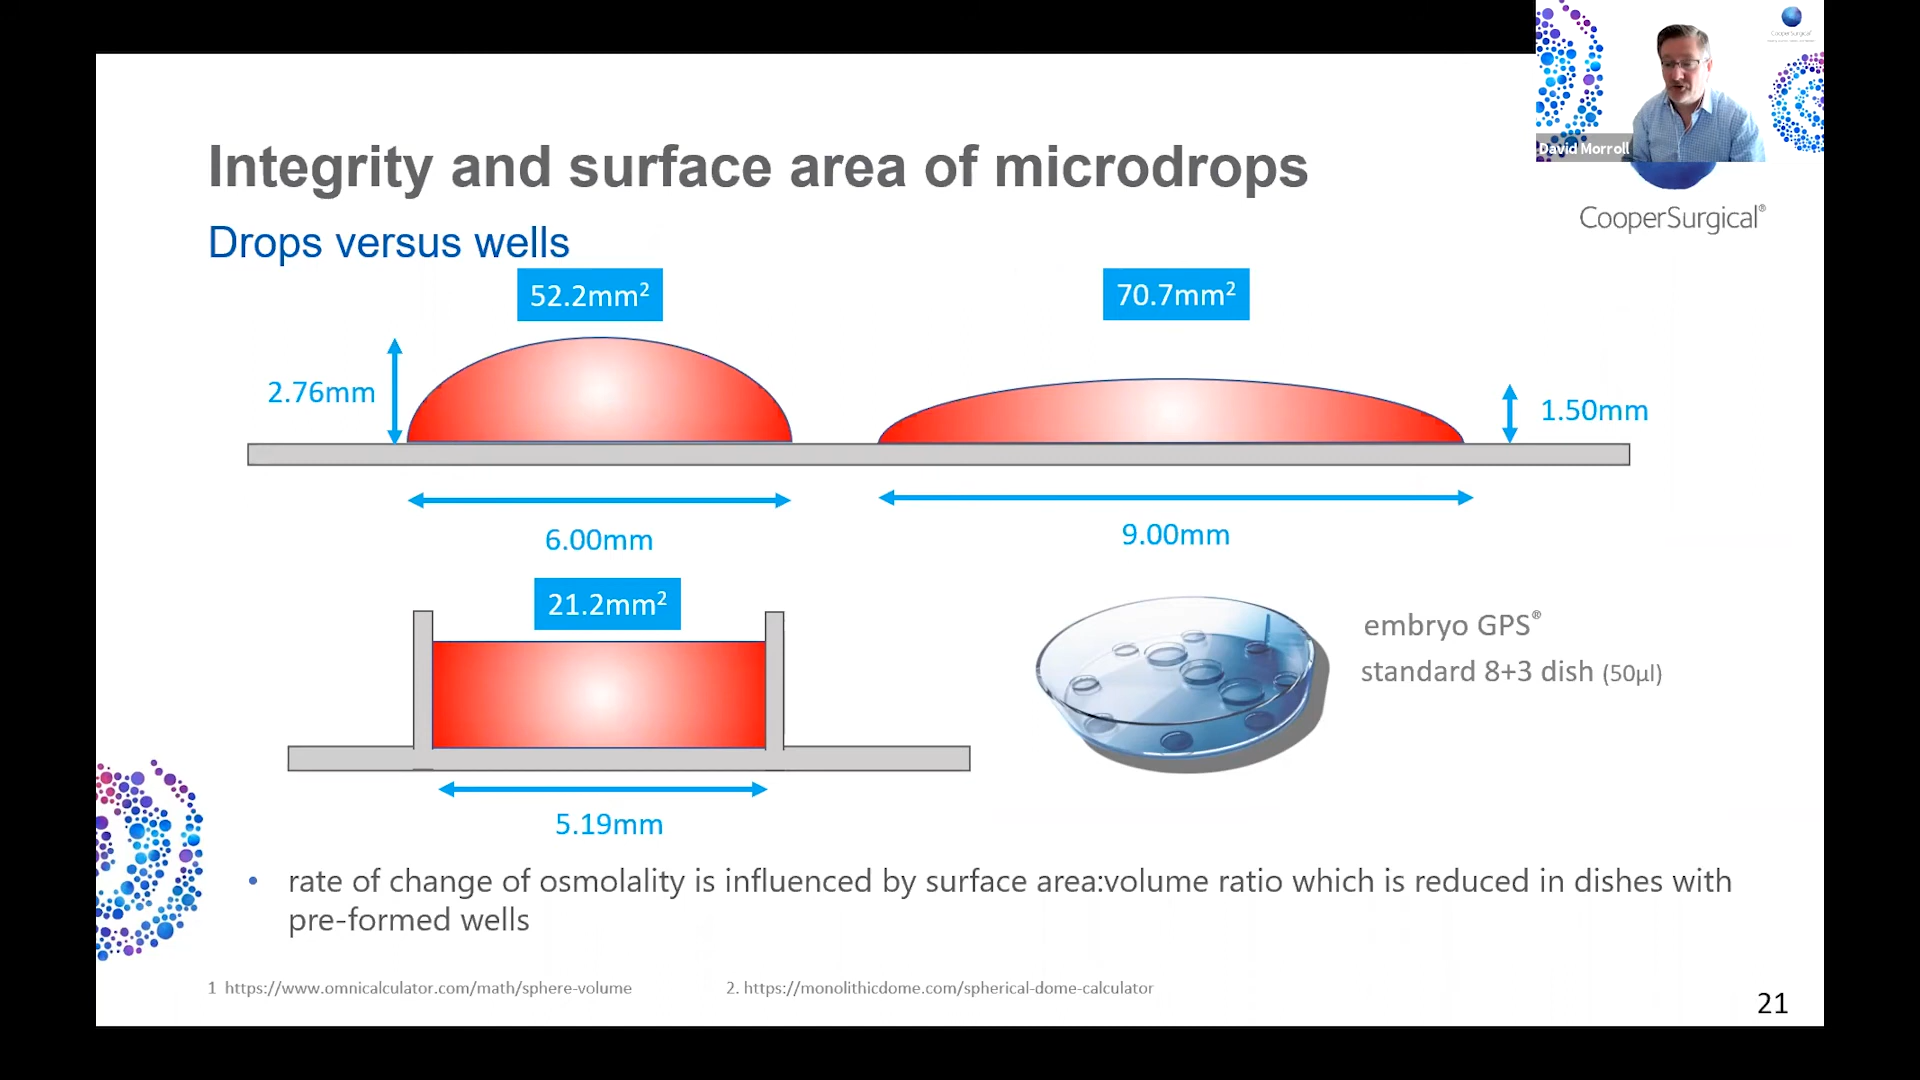 David Morroll
CooperSurgical®
Integrity and surface area of microdrops
Drops versus wells
52.2mm²
70.7mm²
2.76mm
1.50mm
6.00mm
9.00mm
21.2mm²
embryo GPS®
standard 8+3 dish (50µl)
5.19mm
• rate of change of osmolality is influenced by surface area:volume ratio which is reduced in dishes with
pre-formed wells
1 https://www.omnicalculator.com/math/sphere-volume
2. https://monolithicdome.com/spherical-dome-calculator
21